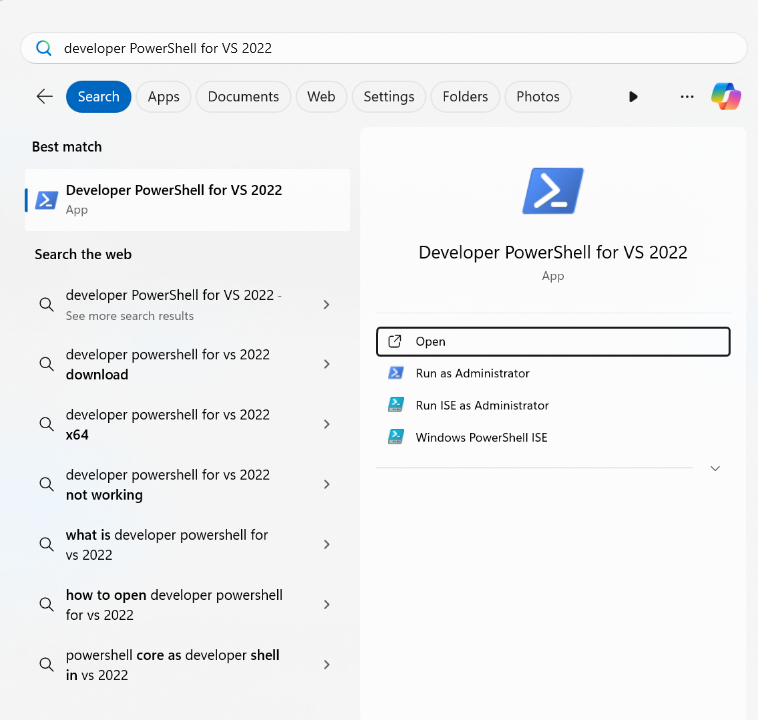 developer PowerShell for VS 2022
Search
Apps
Documents
Web
Settings
Folders
Photos
Best match
Developer PowerShell for VS 2022
App
Search the web
developer PowerShell for VS 2022 -
See more search results
developer powershell for vs 2022
download
developer powershell for vs 2022
x64
developer powershell for vs 2022
not working
what is developer powershell for
vs 2022
how to open developer powershell
for vs 2022
powershell core as developer shell
in vs 2022
Developer PowerShell for VS 2022
App
Open
Run as Administrator
Run ISE as Administrator
Windows PowerShell ISE